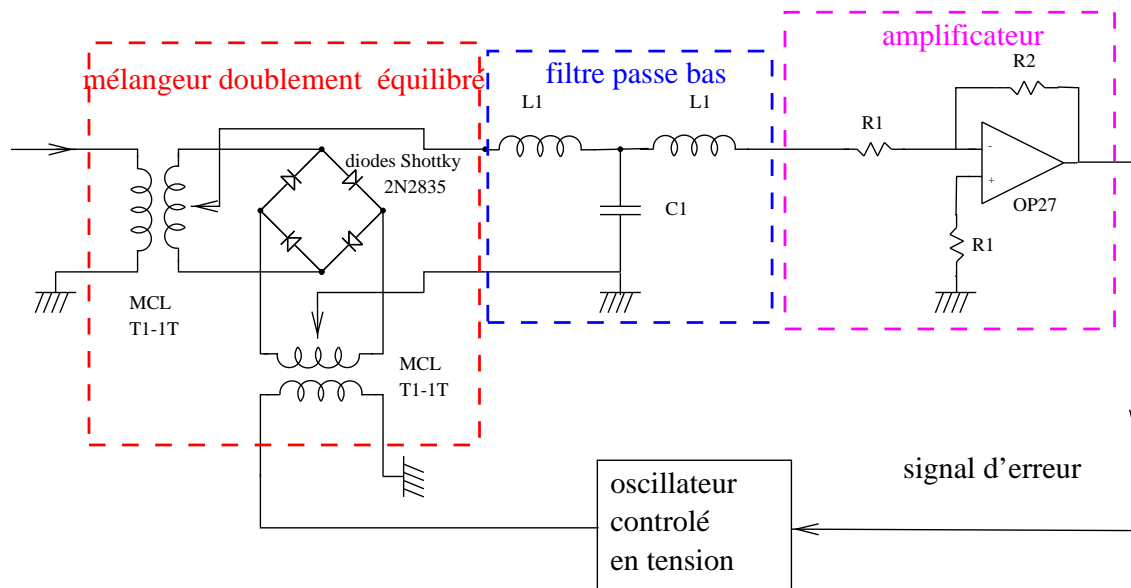 amplificateur
mélangeur doublement équilibré
filtre passe bas
R2
L1
L1
R1
diodes Shottky
2N2835
-
+
OP27
C1
R1
MCL
T1-1T
MCL
T1-1T
signal d’erreur
oscillateur
controlé
en tension